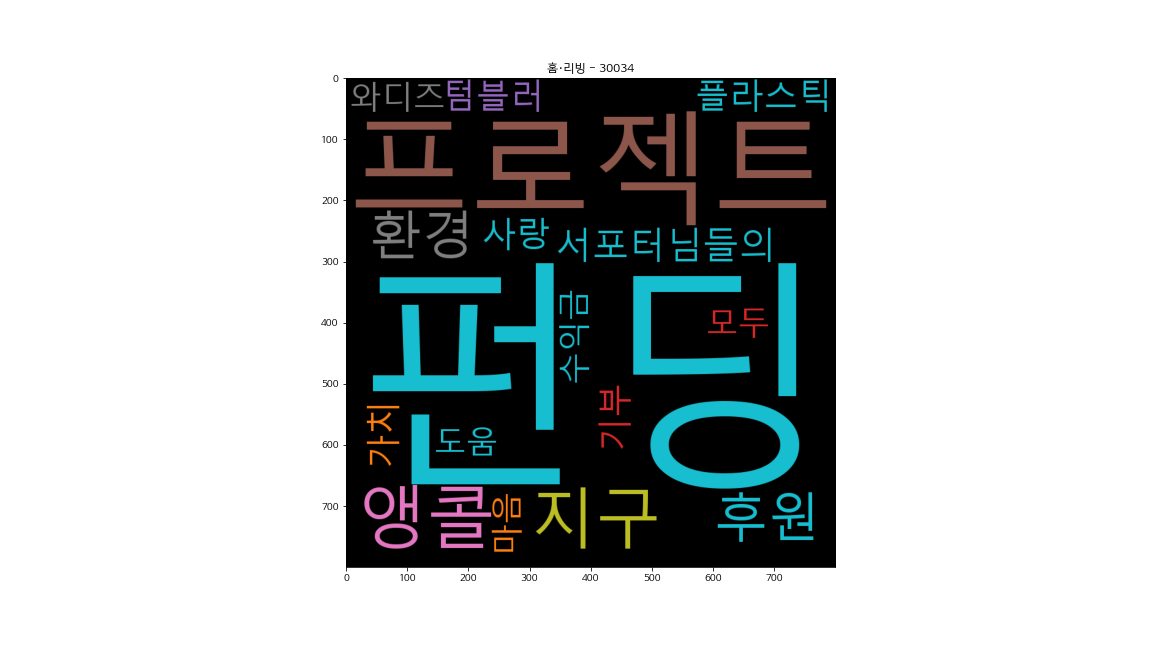 홈·리빙 - 30034
와디즈 텀블러 플라스틱
프로젝트
환경 사랑 서포터님들의
펀딩
수익금
모두
기부
가치
도움
앵콜
마음
지구
후원
0
100
200
300
400
500
600
700
0 100 200 300 400 500 600 700